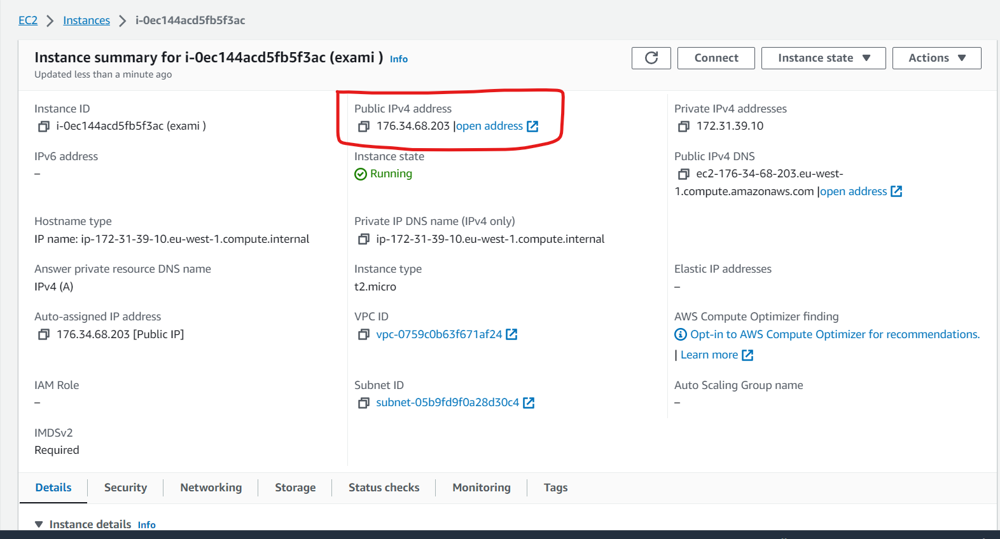 EC2 > Instances > i-0ec144acd5fb5f3ac
Instance summary for i-0ec144acd5fb5f3ac (exami ) Info
Updated less than a minute ago
Connect
Instance state
Actions
Instance ID
i-0ec144acd5fb5f3ac (exami )
Public IPv4 address
176.34.68.203 |open address
Private IPv4 addresses
172.31.39.10
IPv6 address
–
Instance state
Running
Public IPv4 DNS
ec2-176-34-68-203.eu-west-
1.compute.amazonaws.com |open address
Hostname type
IP name: ip-172-31-39-10.eu-west-1.compute.internal
Private IP DNS name (IPv4 only)
ip-172-31-39-10.eu-west-1.compute.internal
Answer private resource DNS name
IPv4 (A)
Instance type
t2.micro
Elastic IP addresses
–
Auto-assigned IP address
176.34.68.203 [Public IP]
VPC ID
vpc-0759c0b63f671af24
AWS Compute Optimizer finding
Opt-in to AWS Compute Optimizer for recommendations.
| Learn more
IAM Role
–
Subnet ID
subnet-05b9fd9f0a28d30c4
Auto Scaling Group name
–
IMDSv2
Required
Details
Security
Networking
Storage
Status checks
Monitoring
Tags
Instance details Info